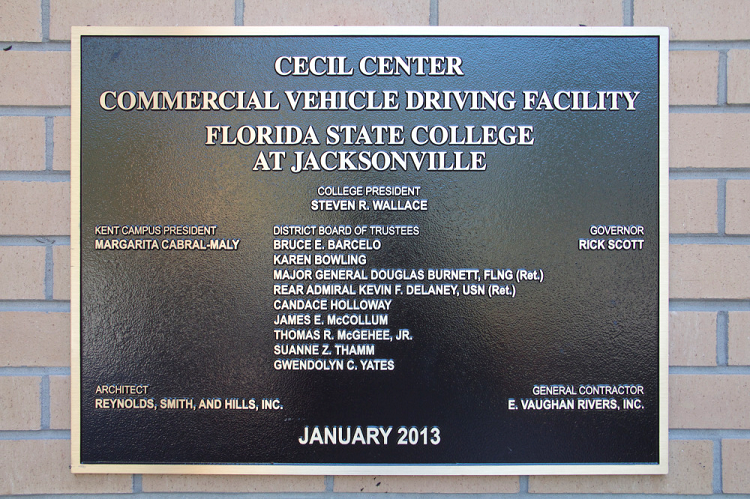 CECIL CENTER
COMMERCIAL VEHICLE DRIVING FACILITY
FLORIDA STATE COLLEGE
AT JACKSONVILLE
COLLEGE PRESIDENT
STEVEN R. WALLACE
KENT CAMPUS PRESIDENT
MARGARITA CABRAL-MALY
DISTRICT BOARD OF TRUSTEES
BRUCE E. BARCELO
KAREN BOWLING
MAJOR GENERAL DOUGLAS BURNETT, FLNG (Ret.)
REAR ADMIRAL KEVIN F. DELANEY, USN (Ret.)
CANDACE HOLLOWAY
JAMES E. McCOLLUM
THOMAS R. McGEHEE, JR.
SUANNE Z. THAMM
GWENDOLYN C. YATES
GOVERNOR
RICK SCOTT
ARCHITECT
REYNOLDS, SMITH, AND HILLS, INC.
GENERAL CONTRACTOR
E. VAUGHAN RIVERS, INC.
JANUARY 2013